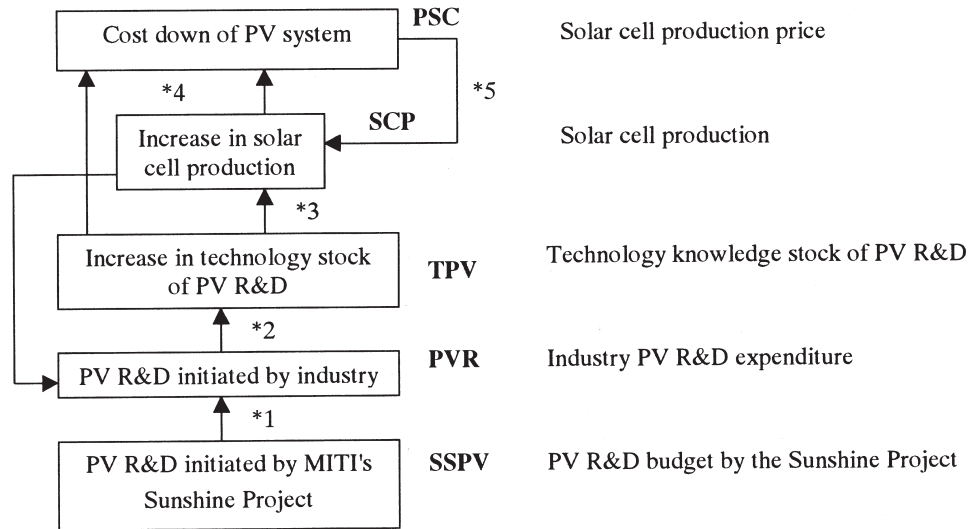 PSC
Cost down of PV system
Solar cell production price
*4
*5
SCP
Increase in solar
cell production
Solar cell production
*3
Increase in technology stock
of PV R&D
TPV
Technology knowledge stock of PV R&D
*2
PV R&D initiated by industry
PVR
Industry PV R&D expenditure
*1
PV R&D initiated by MITI's
Sunshine Project
SSPV
PV R&D budget by the Sunshine Project